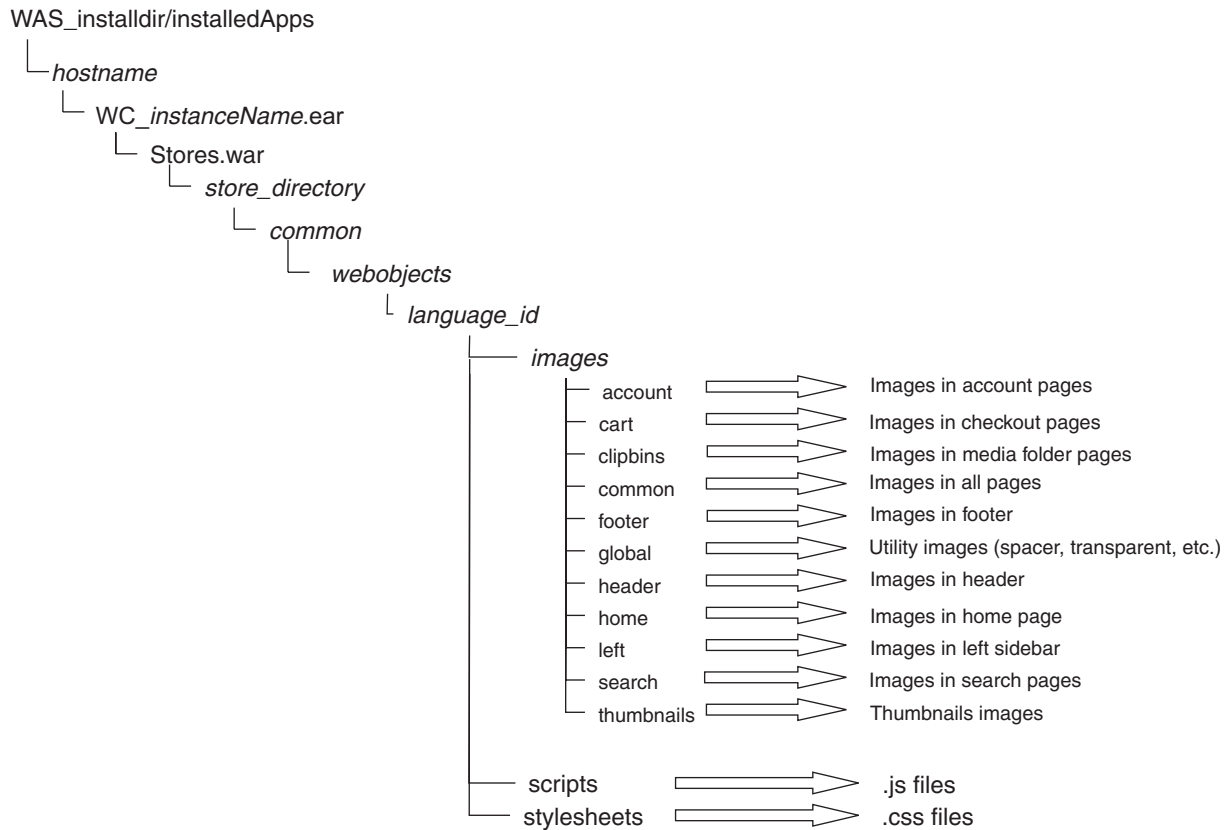 WAS_installdir/installedApps
hostname
WC_instanceName.ear
Stores.war
store_directory
common
webobjects
language_id
images
account Images in account pages
cart Images in checkout pages
clipbins Images in media folder pages
common Images in all pages
footer Images in footer
global Utility images (spacer, transparent, etc.)
header Images in header
home Images in home page
left Images in left sidebar
search Images in search pages
thumbnails Thumbnails images
scripts .js files
stylesheets .css files